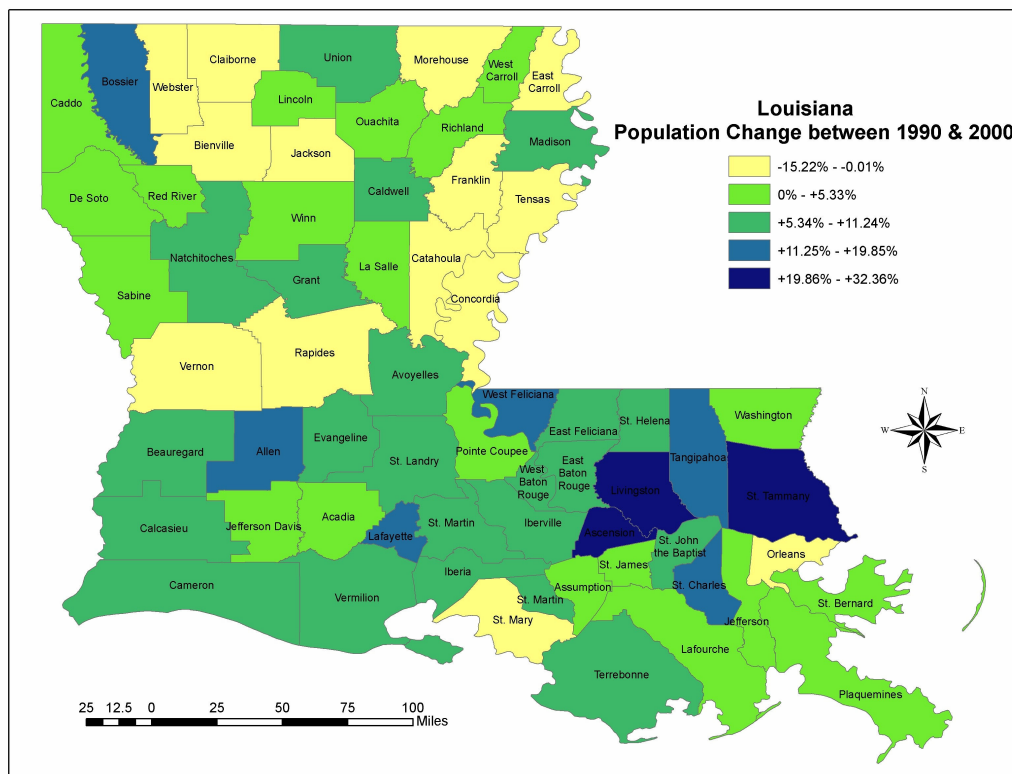 Louisiana
Population Change between 1990 & 2000
-15.22% - -0.01%
0% - +5.33%
+5.34% - +11.24%
+11.25% - +19.85%
+19.86% - +32.36%
Caddo
Bossier
Webster
Claiborne
Union
Morehouse
West
Carroll
East
Carroll
Lincoln
Ouachita
Richland
Madison
Bienville
Jackson
Caldwell
Franklin
Tensas
De Soto
Red River
Winn
Natchitoches
Grant
La Salle
Catahoula
Concordia
Sabine
Vernon
Rapides
Avoyelles
West Feliciana
East Feliciana
St. Helena
Tangipahoa
Washington
Beauregard
Allen
Evangeline
St. Landry
Pointe Coupee
West
Baton
Rouge
East
Baton
Rouge
Livingston
St. Tammany
Calcasieu
Jefferson Davis
Acadia
Lafayette
St. Martin
Iberville
Ascension
St. John
the Baptist
Orleans
Cameron
Vermilion
Iberia
St. Martin
St. Mary
Assumption
St. James
St. Charles
Jefferson
St. Bernard
Lafourche
Terrebonne
Plaquemines
N
W
E
S
25 12.5 0 25 50 75 100
Miles